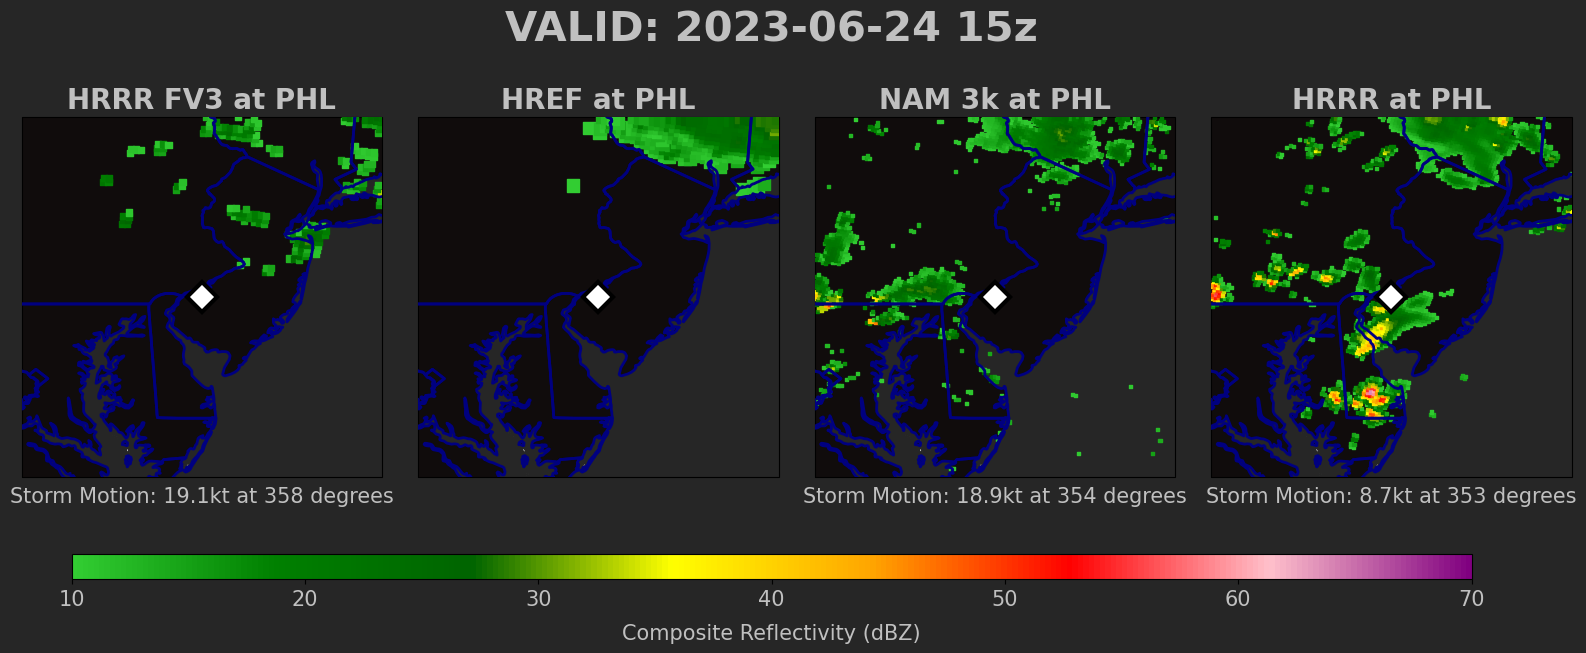 VALID: 2023-06-24 15z
HRRR FV3 at PHL
HREF at PHL
NAM 3k at PHL
HRRR at PHL
Storm Motion: 19.1kt at 358 degrees
Storm Motion: 18.9kt at 354 degrees
Storm Motion: 8.7kt at 353 degrees
10 20 30 40 50 60 70
Composite Reflectivity (dBZ)